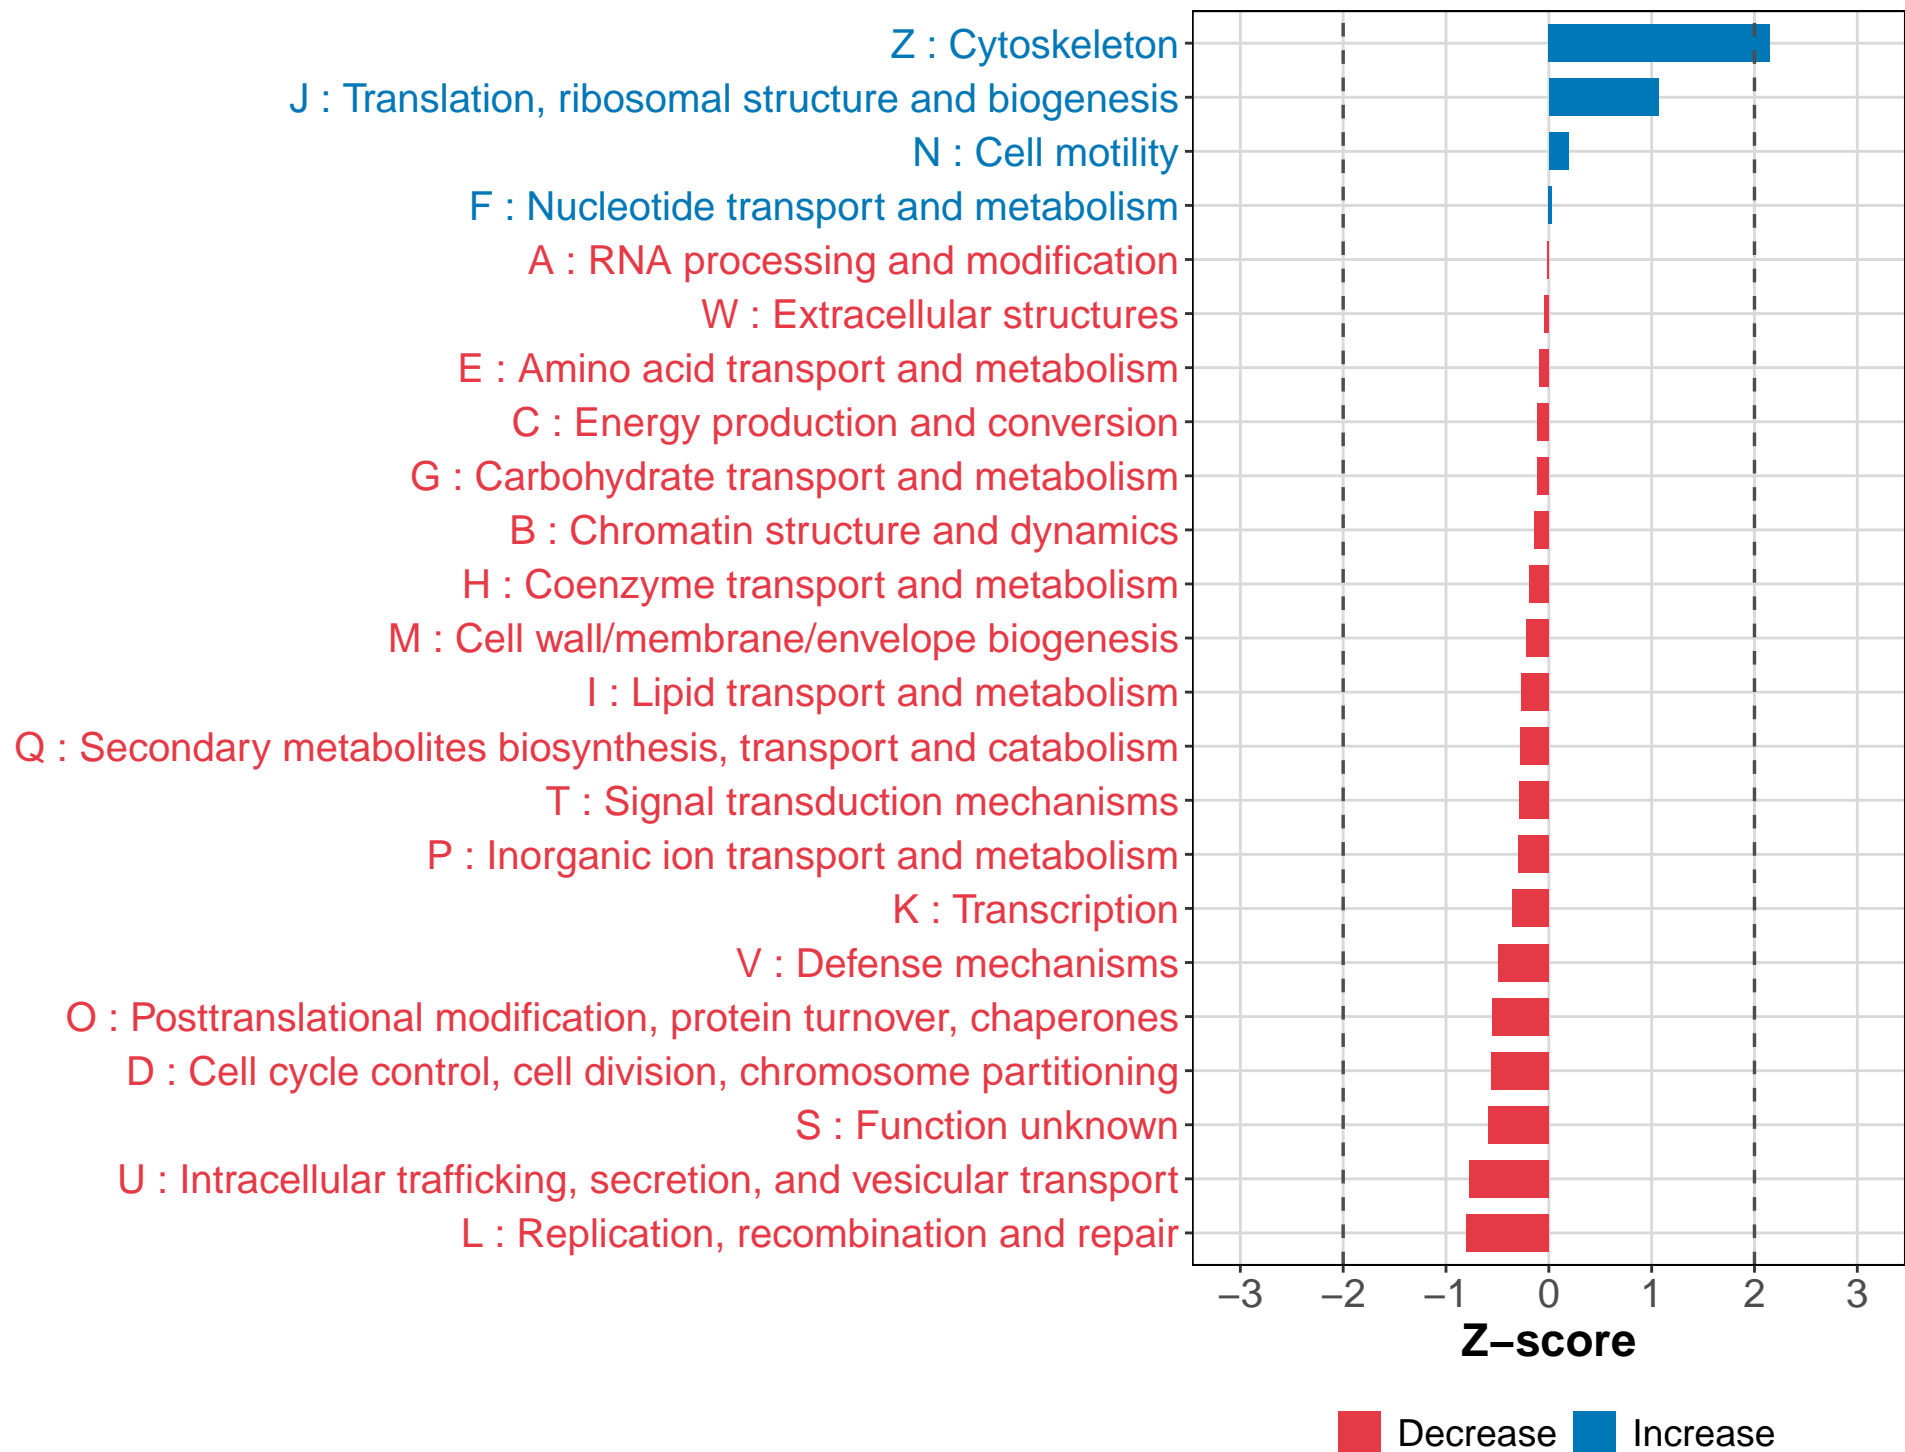 Z : Cytoskeleton
J : Translation, ribosomal structure and biogenesis
N : Cell motility
F : Nucleotide transport and metabolism
A : RNA processing and modification
W : Extracellular structures
E : Amino acid transport and metabolism
C : Energy production and conversion
G : Carbohydrate transport and metabolism
B : Chromatin structure and dynamics
H : Coenzyme transport and metabolism
M : Cell wall/membrane/envelope biogenesis
I : Lipid transport and metabolism
Q : Secondary metabolites biosynthesis, transport and catabolism
T : Signal transduction mechanisms
P : Inorganic ion transport and metabolism
K : Transcription
V : Defense mechanisms
O : Posttranslational modification, protein turnover, chaperones
D : Cell cycle control, cell division, chromosome partitioning
S : Function unknown
U : Intracellular trafficking, secretion, and vesicular transport
L : Replication, recombination and repair
−3 −2 −1 0 1 2 3
Z−score
Decrease Increase